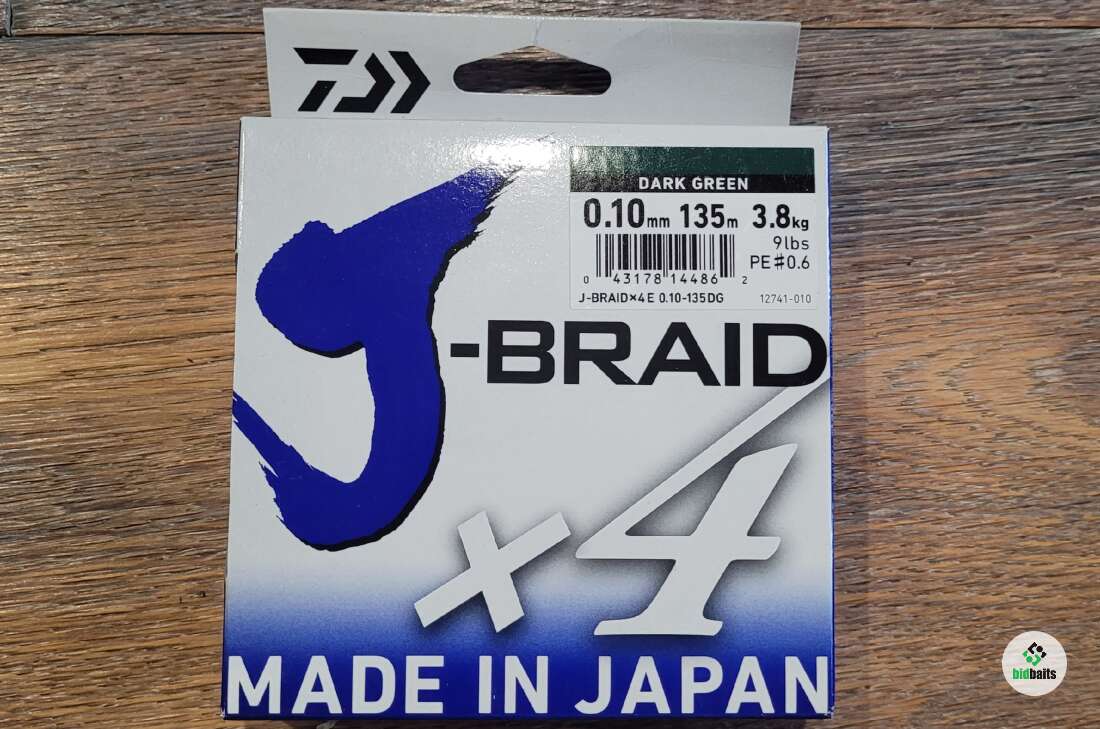 DARK GREEN
0.10mm 135m 3.8kg
9lbs
PE#0.6
0 43178 14486 2
J-BRAID×4E 0.10-135DG 12741-010
J-BRAID
×4
MADE IN JAPAN
bidbaits